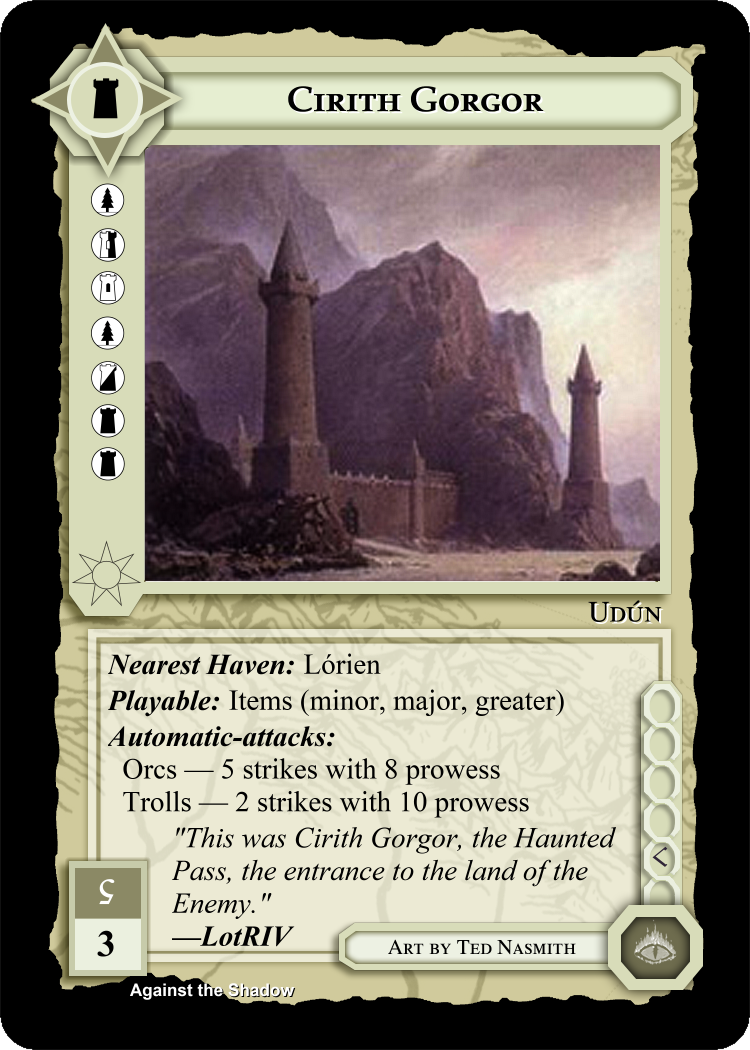 CIRITH GORGOR
UDÚN
Nearest Haven: Lórien
Playable: Items (minor, major, greater)
Automatic-attacks:
Orcs — 5 strikes with 8 prowess
Trolls — 2 strikes with 10 prowess
"This was Cirith Gorgor, the Haunted
Pass, the entrance to the land of the
Enemy."
—LotRIV
3
ART BY TED NASMITH
Against the Shadow